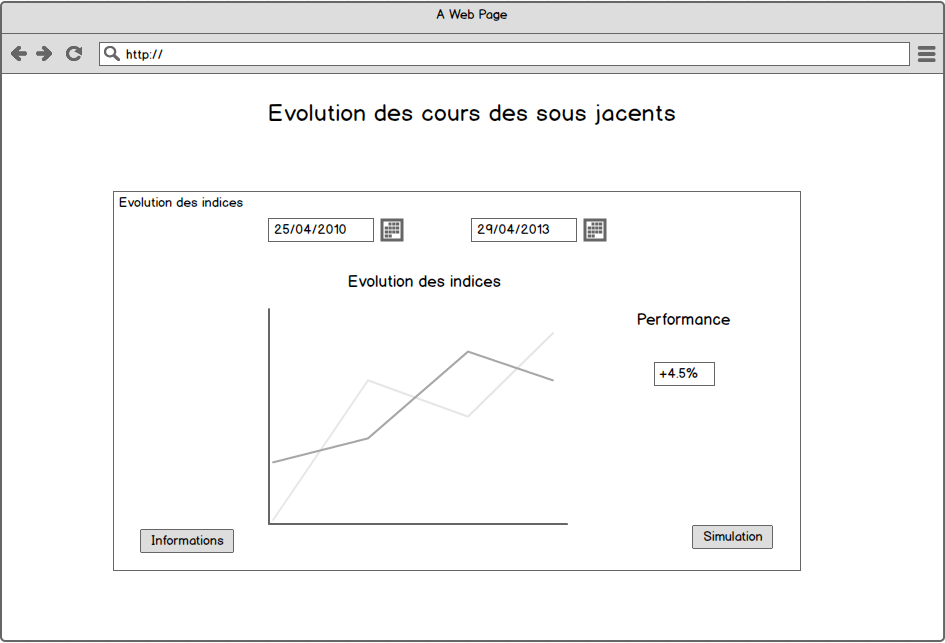 A Web Page
http://
Evolution des cours des sous jacents
Evolution des indices
25/04/2010
29/04/2013
Evolution des indices
Performance
+4.5%
Informations
Simulation